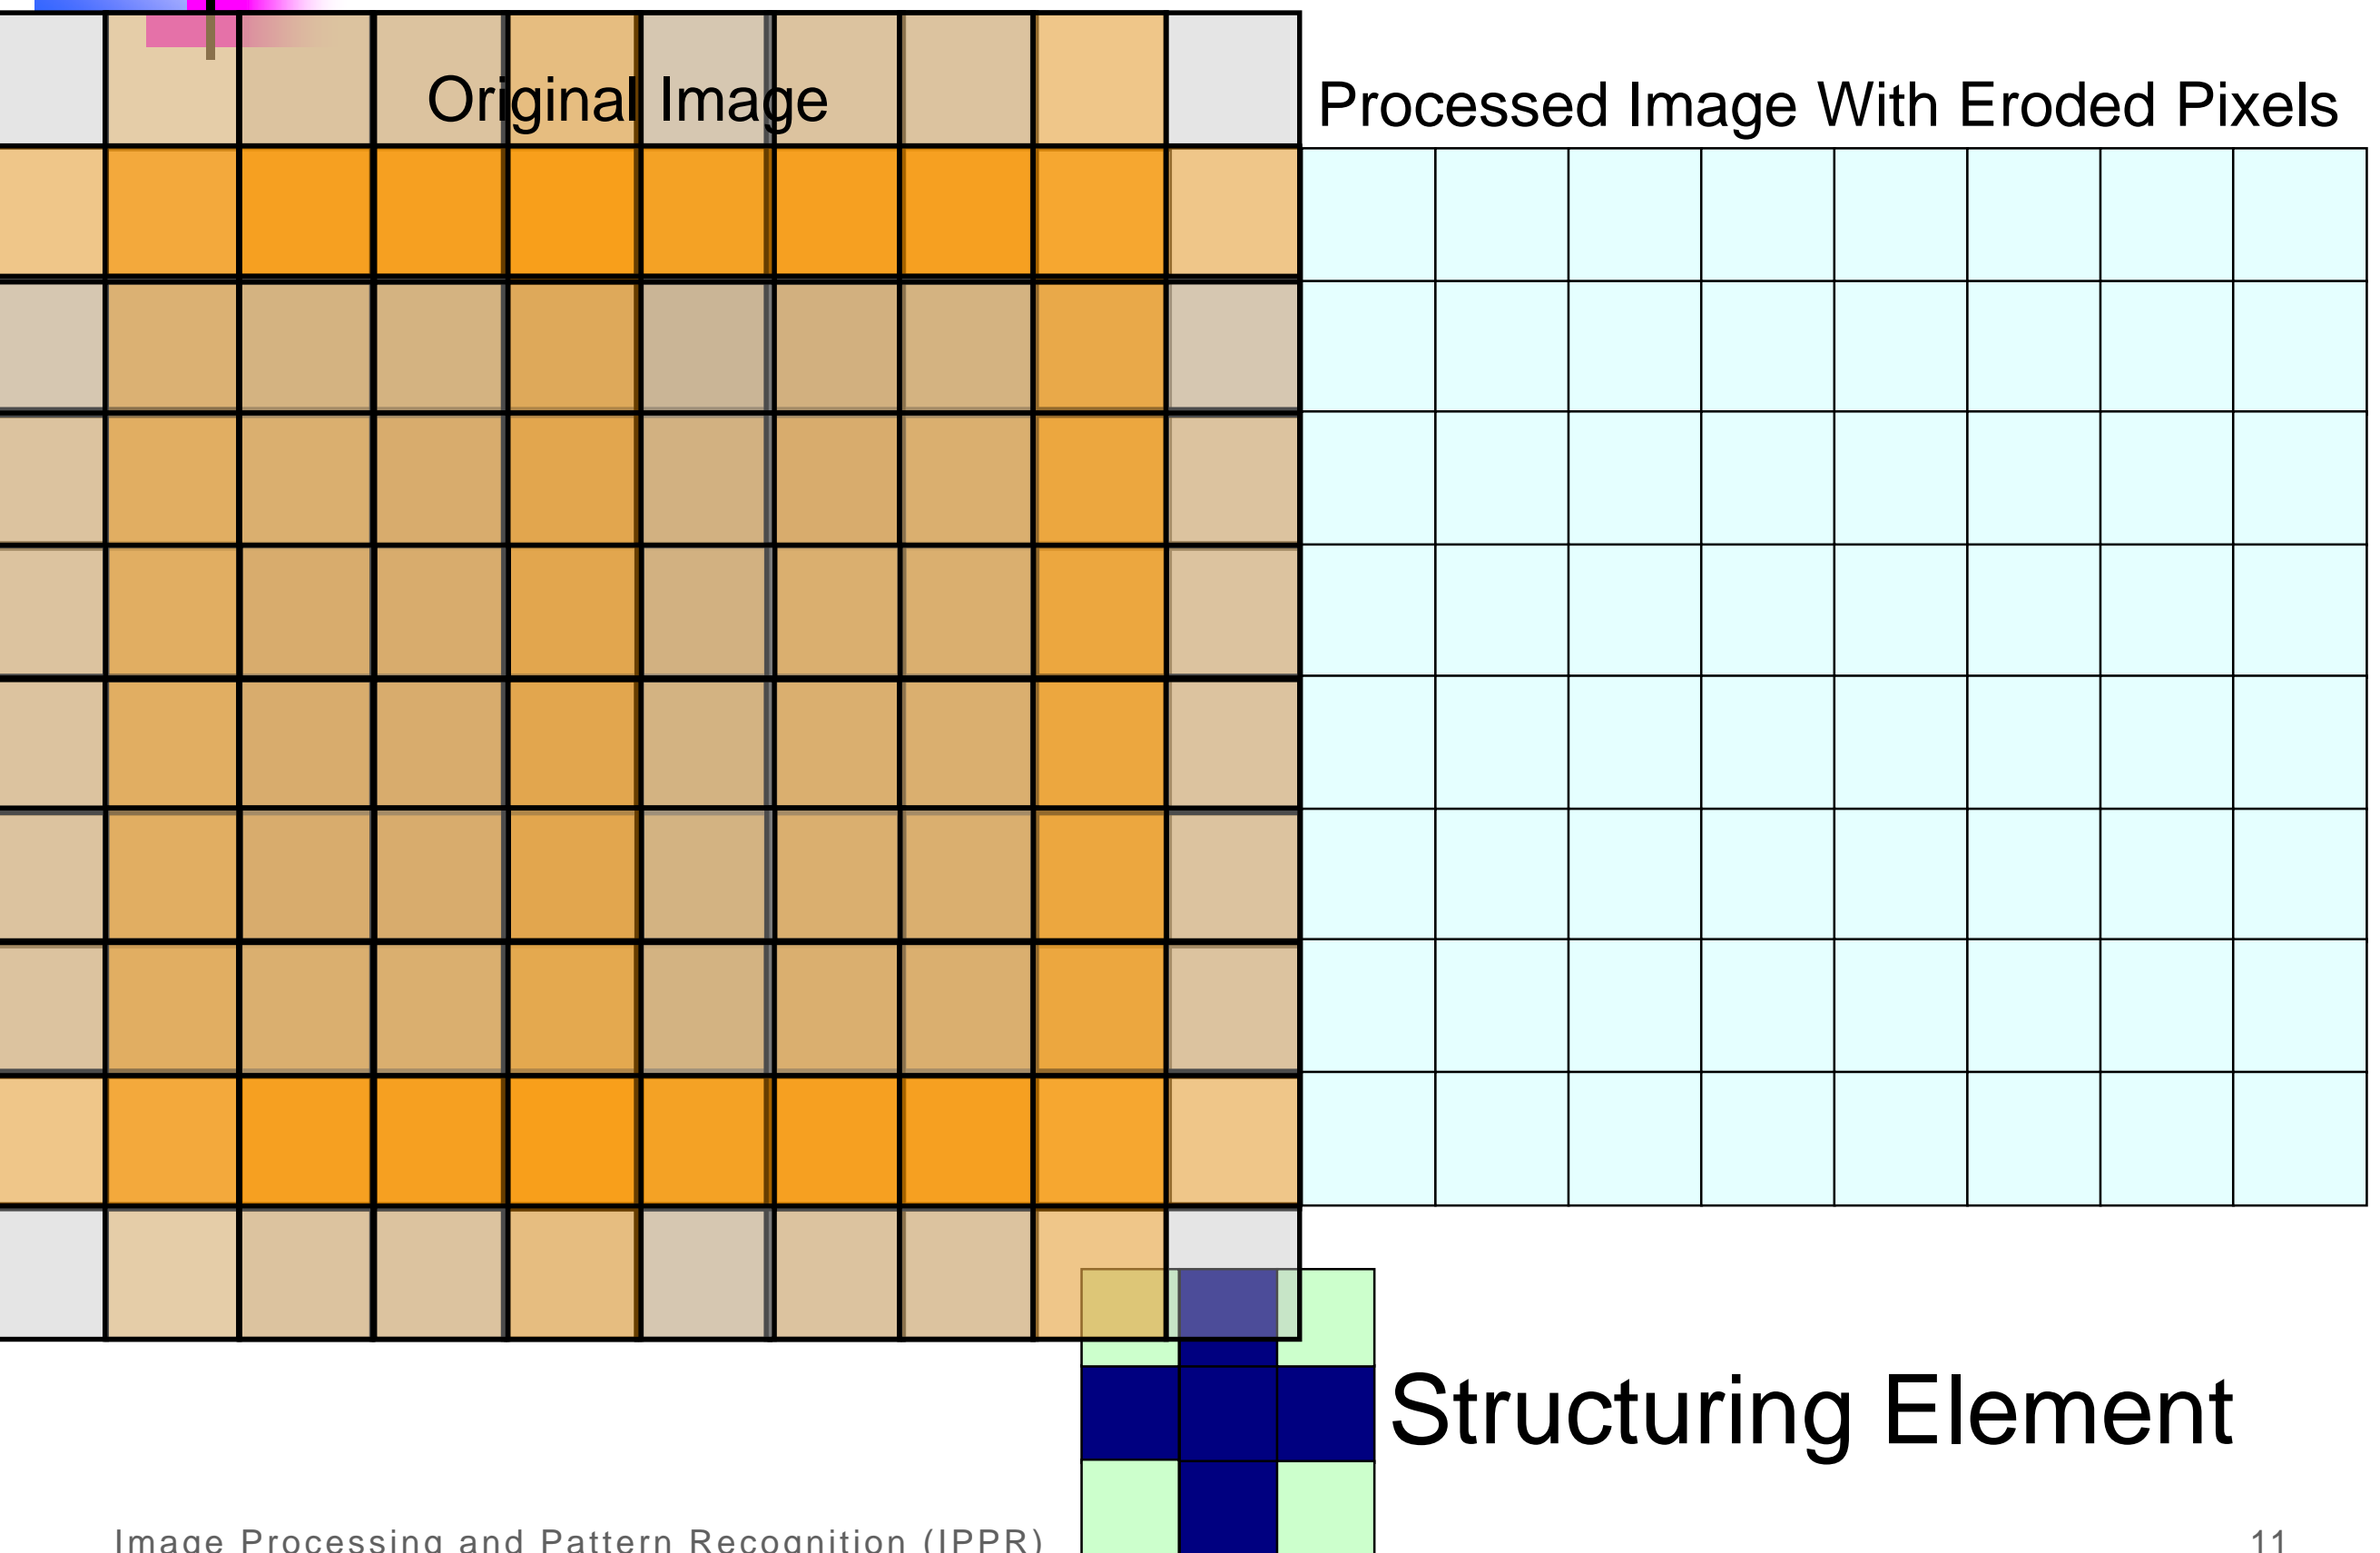 Original Image
Processed Image With Eroded Pixels
Structuring Element
Image Processing and Pattern Recognition (IPPR)
11